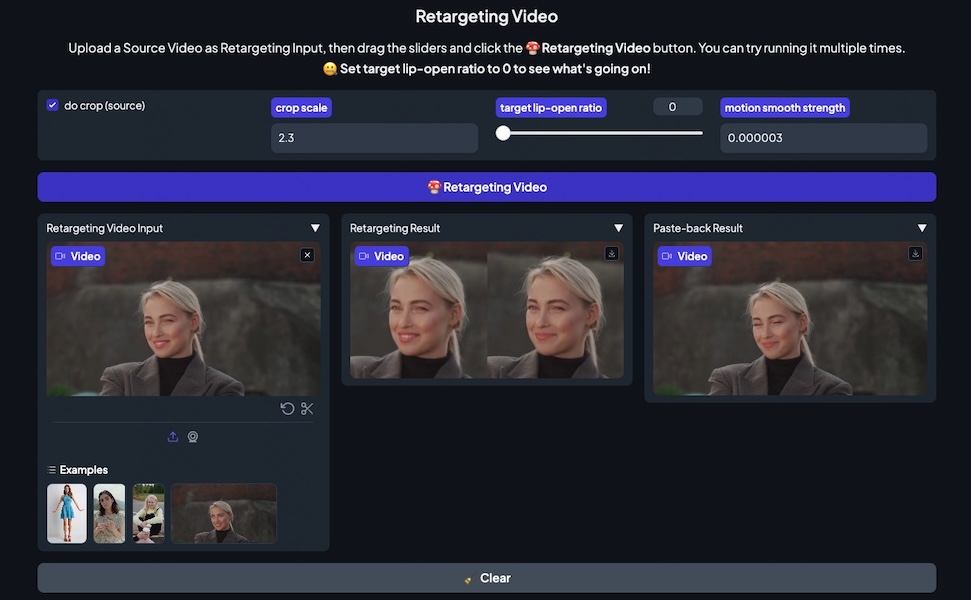 Retargeting Video
Upload a Source Video as Retargeting Input, then drag the sliders and click the 🍄 Retargeting Video button. You can try running it multiple times.
🤐 Set target lip-open ratio to 0 to see what's going on!
do crop (source)
crop scale
2.3
target lip-open ratio
0
motion smooth strength
0.000003
🍄 Retargeting Video
Retargeting Video Input
Video
Retargeting Result
Video
Paste-back Result
Video
Examples
Clear